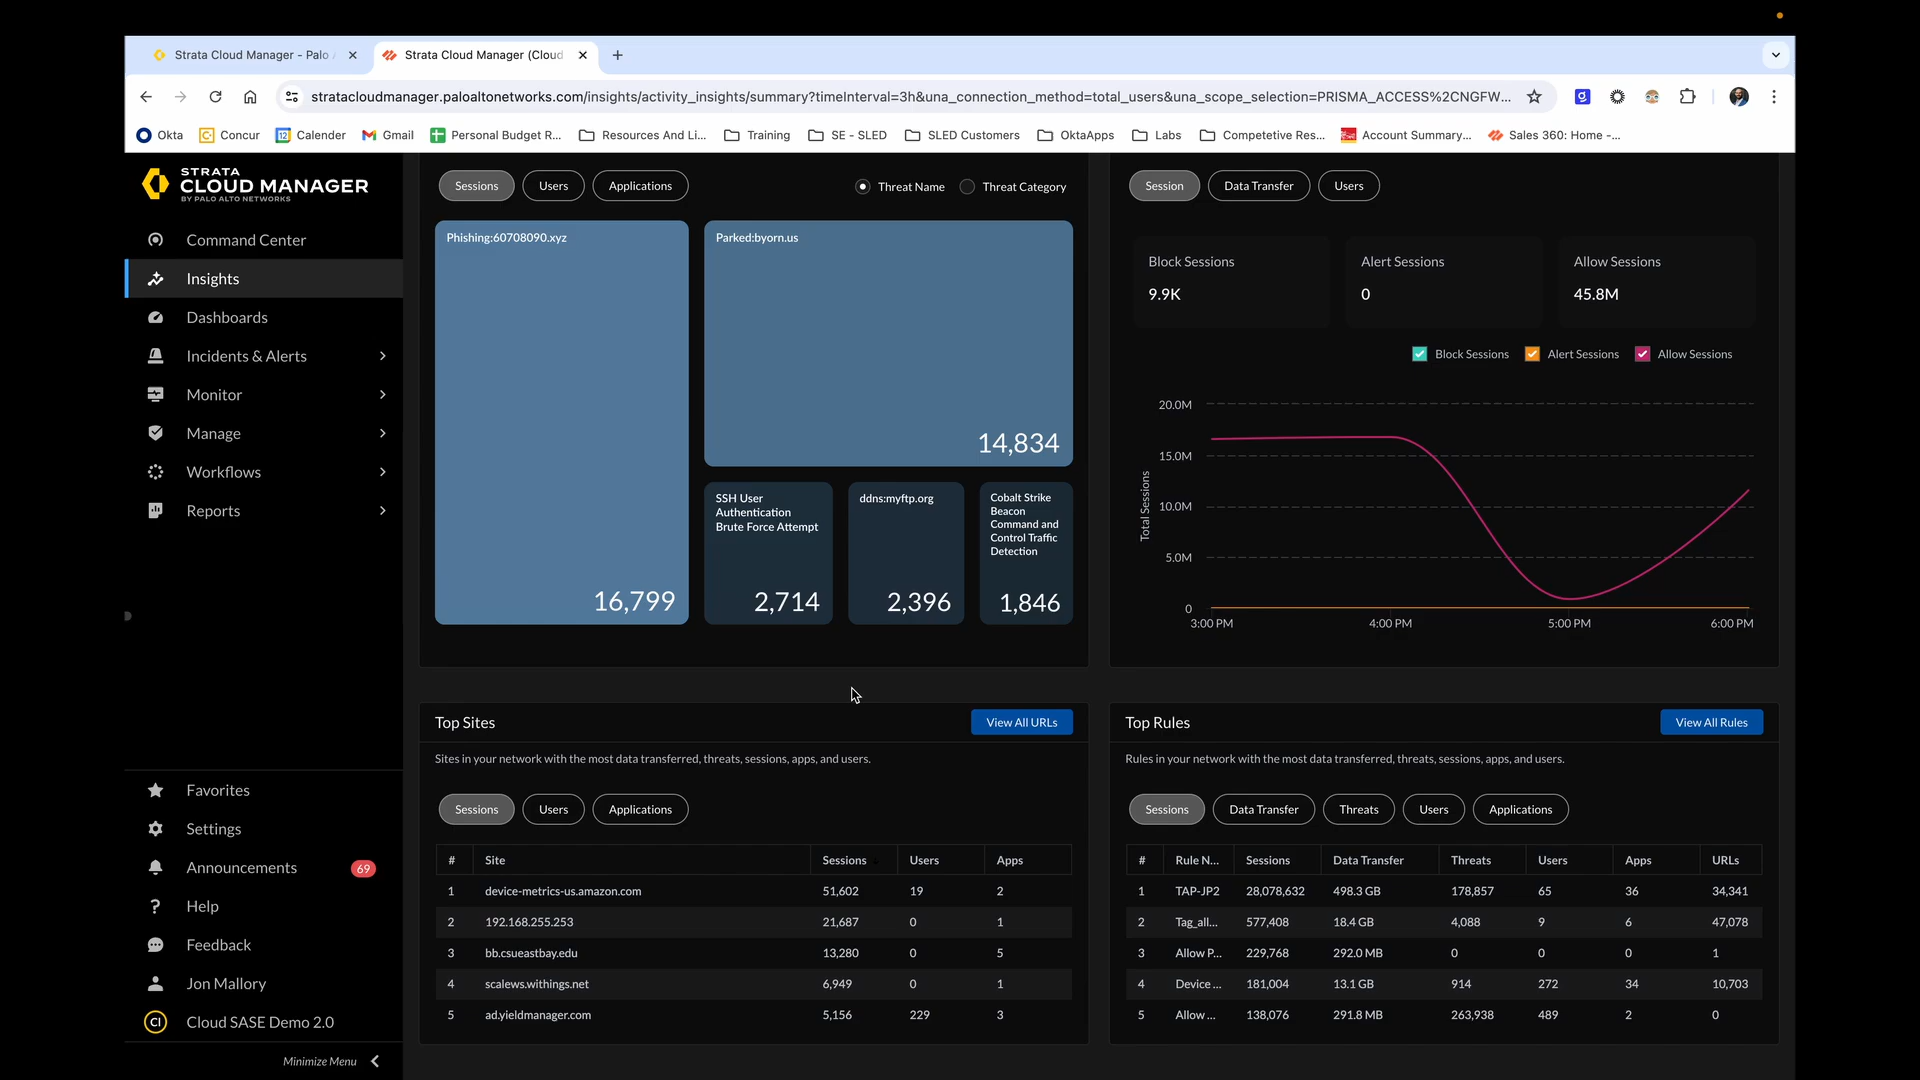 Strata Cloud Manager - Palo
Strata Cloud Manager (Cloud
stratacloudmanager.paloaltonetworks.com/insights/activity_insights/summary?timeInterval=3h&una_connection_method=total_users&una_scope_selection=PRISMA_ACCESS%2CNGFW...
Okta
Concur
Calender
Gmail
Personal Budget R...
Resources And Li...
Training
SE - SLED
SLED Customers
OktaApps
Labs
Competetive Res...
Account Summary...
Sales 360: Home -...
STRATA
CLOUD MANAGER
BY PALO ALTO NETWORKS
Command Center
Insights
Dashboards
Incidents & Alerts
Monitor
Manage
Workflows
Reports
Favorites
Settings
Announcements 69
Help
Feedback
Jon Mallory
CI Cloud SASE Demo 2.0
Minimize Menu
Sessions Users Applications
Threat Name Threat Category
Phishing:60708090.xyz
16,799
Parked:byorn.us
14,834
SSH User
Authentication
Brute Force Attempt
2,714
ddns:myftp.org
2,396
Cobalt Strike
Beacon
Command and
Control Traffic
Detection
1,846
Session Data Transfer Users
Block Sessions
9.9K
Alert Sessions
0
Allow Sessions
45.8M
Block Sessions Alert Sessions Allow Sessions
Total Sessions
20.0M
15.0M
10.0M
5.0M
0
3:00 PM 4:00 PM 5:00 PM 6:00 PM
Top Sites
View All URLs
Sites in your network with the most data transferred, threats, sessions, apps, and users.
Sessions Users Applications
# Site Sessions Users Apps
1 device-metrics-us.amazon.com 51,602 19 2
2 192.168.255.253 21,687 0 1
3 bb.csueastbay.edu 13,280 0 5
4 scalews.withings.net 6,949 0 1
5 ad.yieldmanager.com 5,156 229 3
Top Rules
View All Rules
Rules in your network with the most data transferred, threats, sessions, apps, and users.
Sessions Data Transfer Threats Users Applications
# Rule N... Sessions Data Transfer Threats Users Apps URLs
1 TAP-JP2 28,078,632 498.3 GB 178,857 65 36 34,341
2 Tag_all... 577,408 18.4 GB 4,088 9 6 47,078
3 Allow P... 229,768 292.0 MB 0 0 0 1
4 Device ... 181,004 13.1 GB 914 272 34 10,703
5 Allow ... 138,076 291.8 MB 263,938 489 2 0